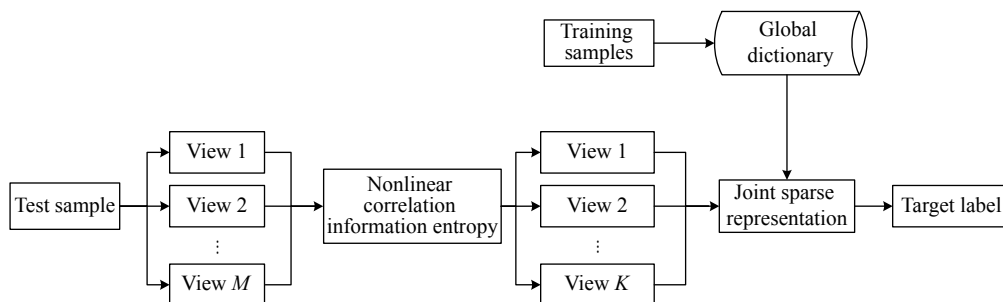 Training
samples
Global
dictionary
Test sample
View 1
View 2
⋮
View M
Nonlinear
correlation
information entropy
View 1
View 2
⋮
View K
Joint sparse
representation
Target label